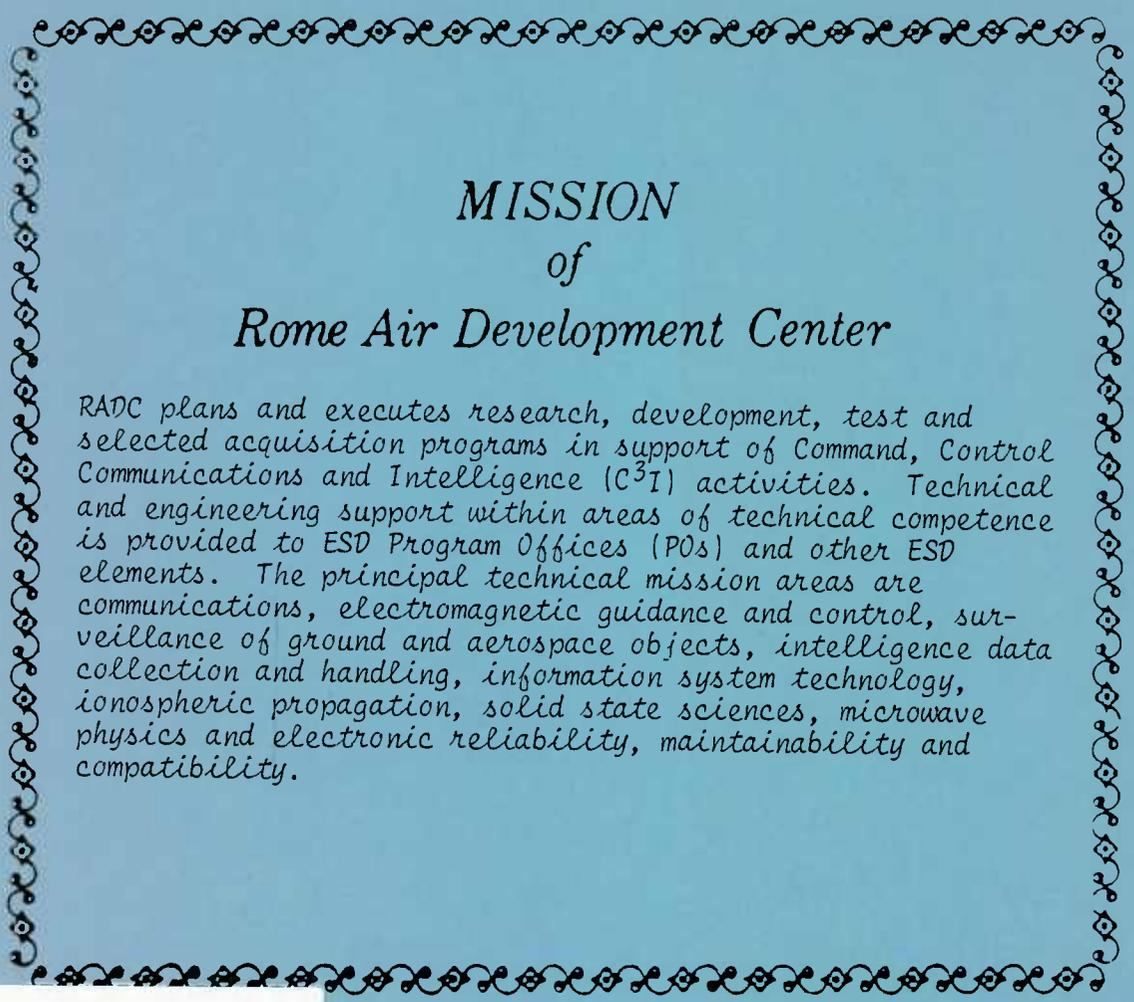 MISSION
of
Rome Air Development Center
RADC plans and executes research, development, test and
selected acquisition programs in support of Command, Control
Communications and Intelligence (C³I) activities. Technical
and engineering support within areas of technical competence
is provided to ESD Program Offices (POs) and other ESD
elements. The principal technical mission areas are
communications, electromagnetic guidance and control, sur-
veillance of ground and aerospace objects, intelligence data
collection and handling, information system technology,
ionospheric propagation, solid state sciences, microwave
physics and electronic reliability, maintainability and
compatibility.